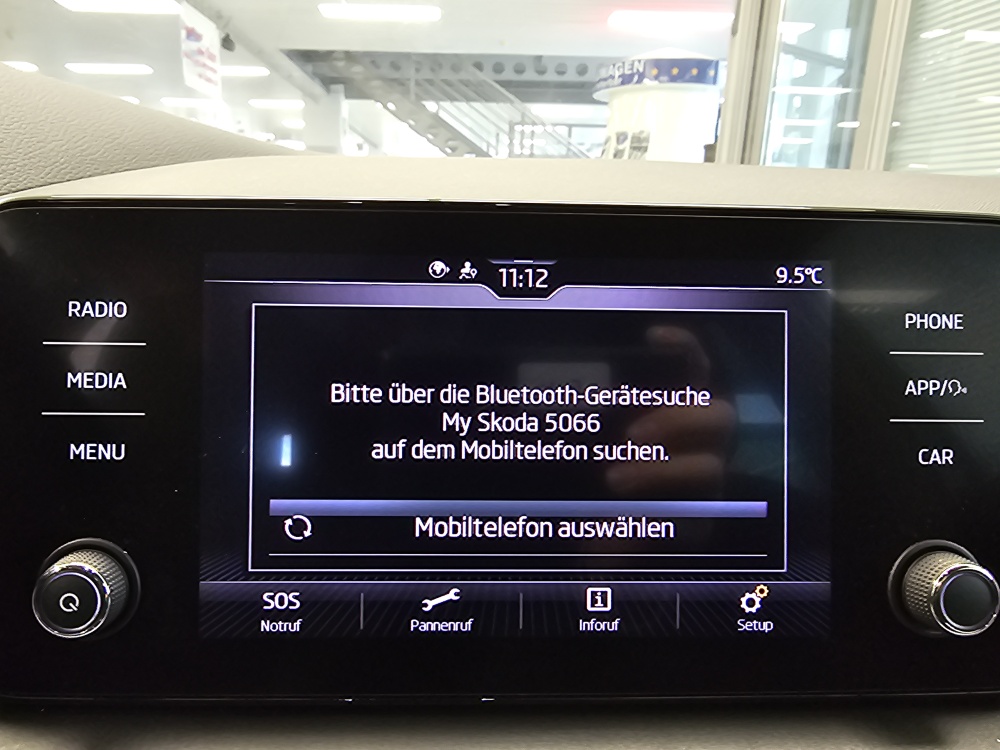 AGEN
11:12
9.5°C
RADIO
MEDIA
MENU
Bitte über die Bluetooth-Gerätesuche
My Skoda 5066
auf dem Mobiltelefon suchen.
Mobiltelefon auswählen
SOS
Notruf
Pannenruf
i
Inforuf
Setup
PHONE
APP/
CAR